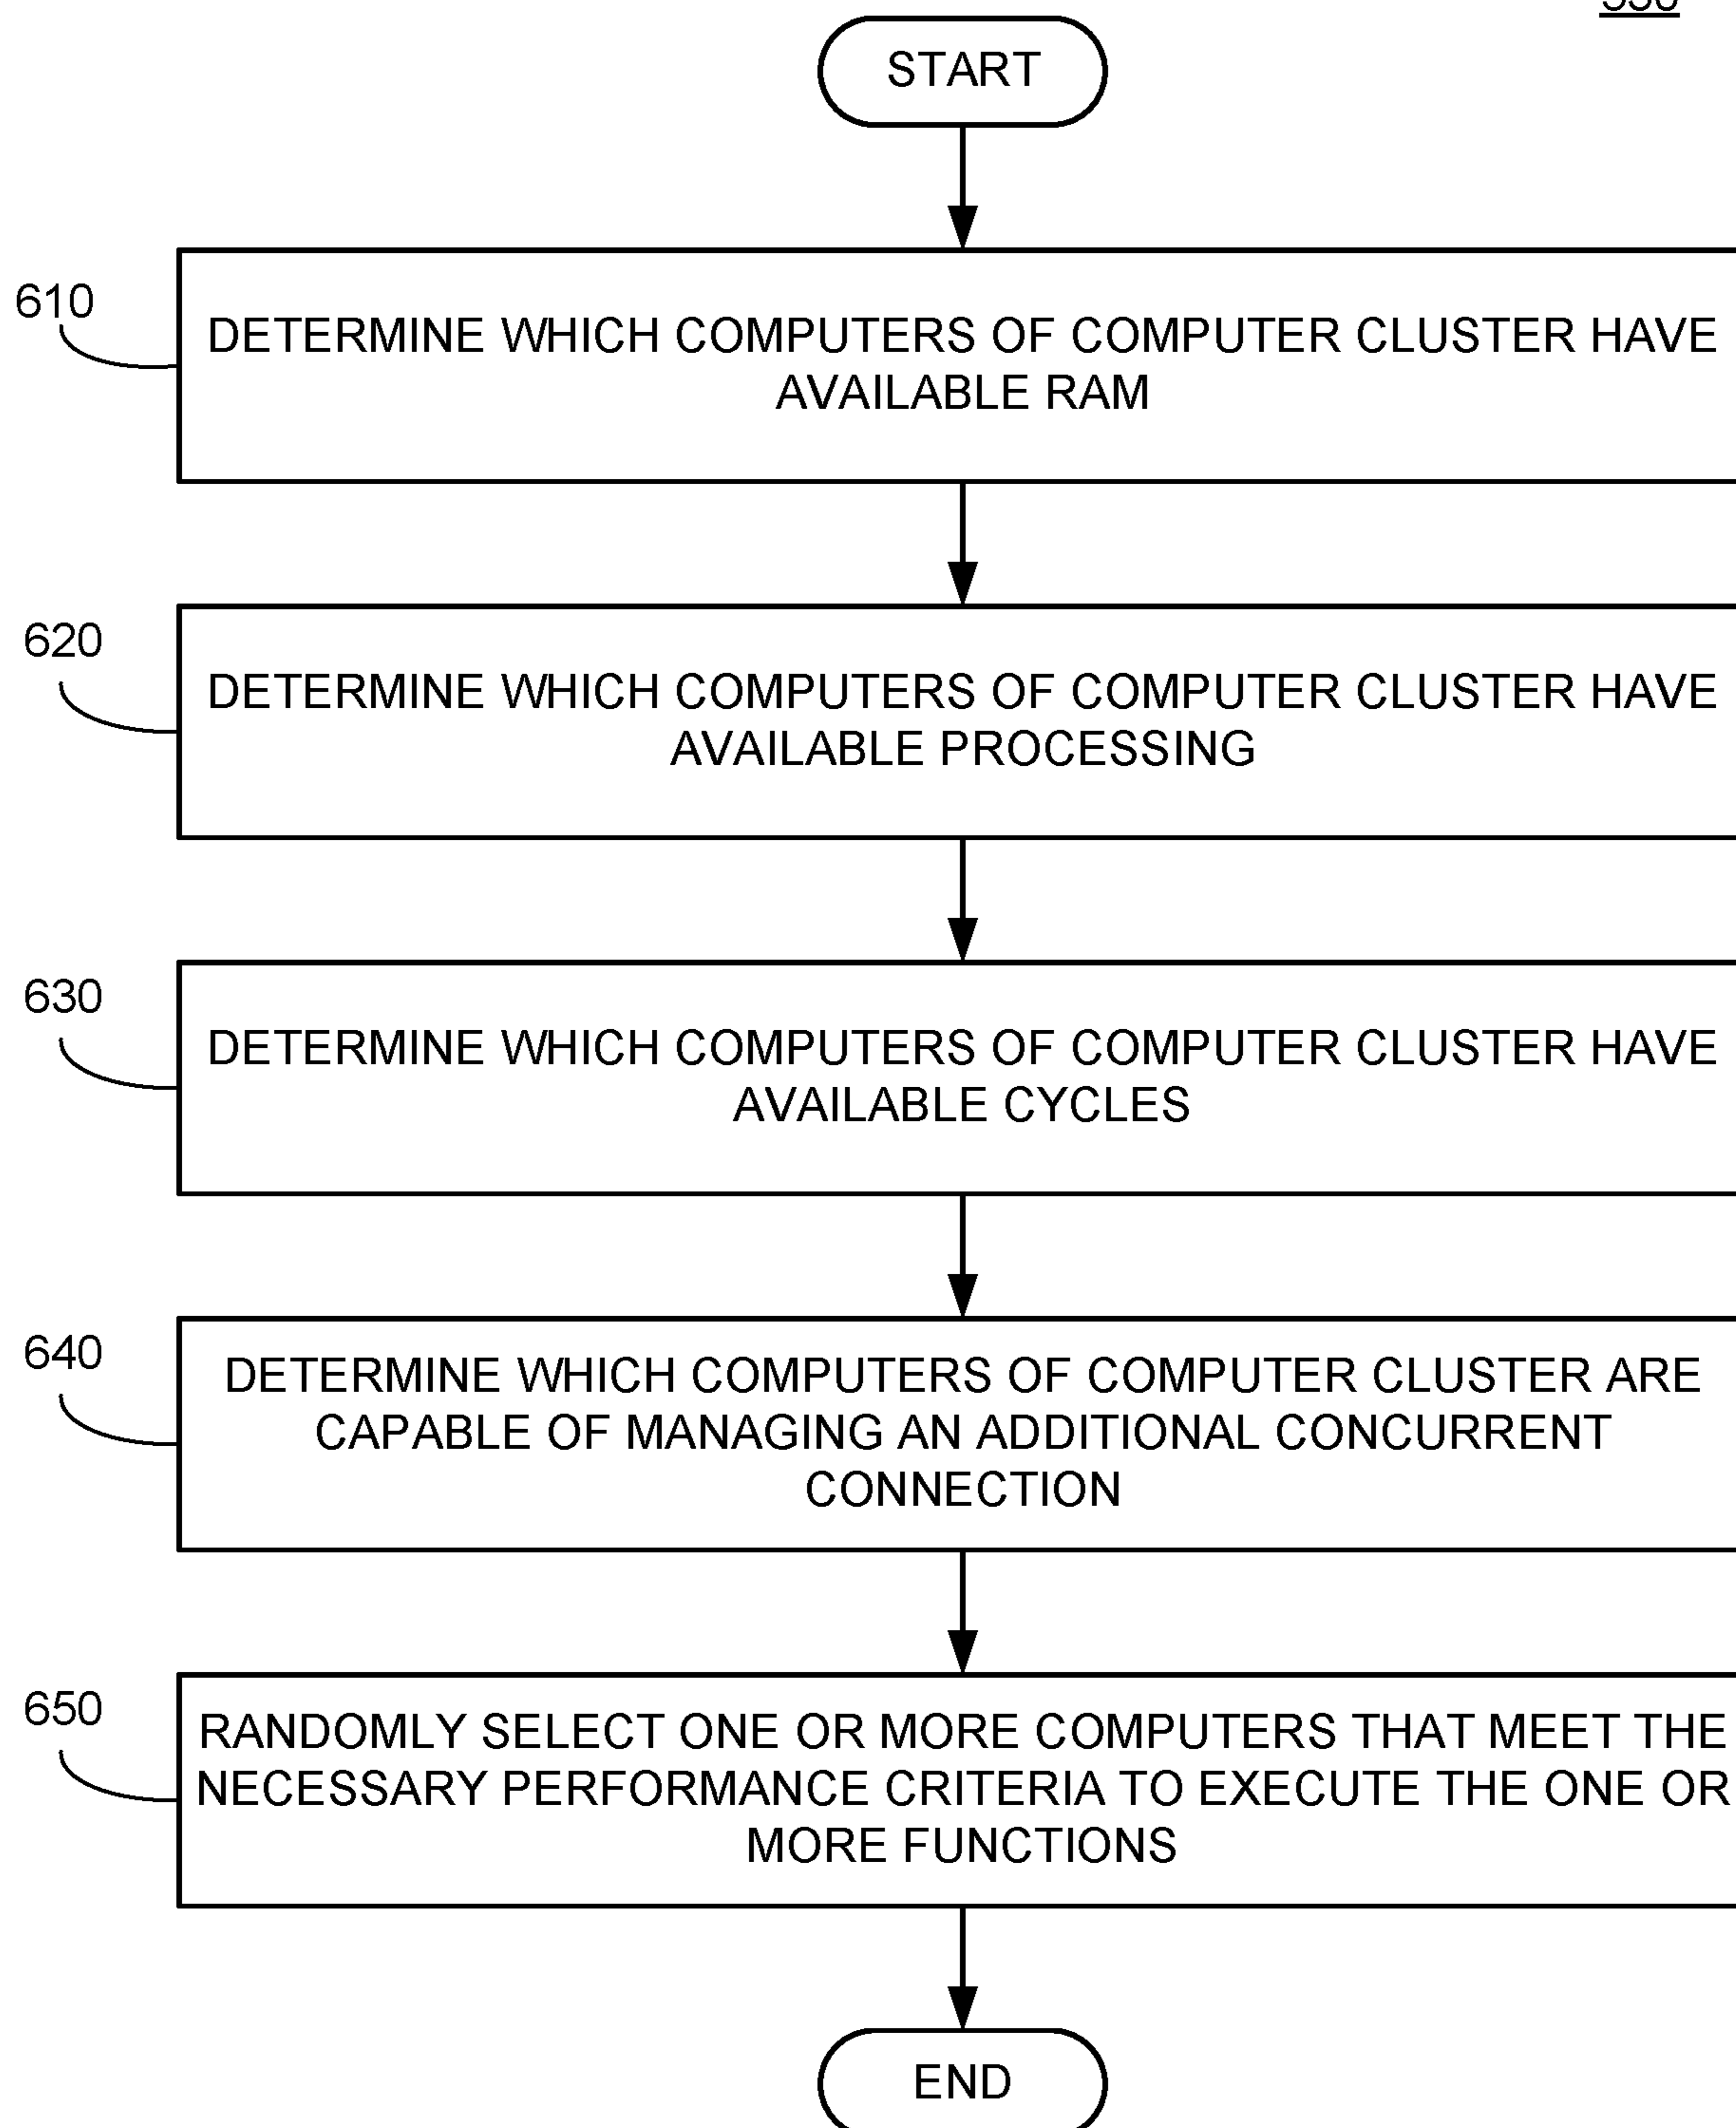 START
610
DETERMINE WHICH COMPUTERS OF COMPUTER CLUSTER HAVE
AVAILABLE RAM
620
DETERMINE WHICH COMPUTERS OF COMPUTER CLUSTER HAVE
AVAILABLE PROCESSING
630
DETERMINE WHICH COMPUTERS OF COMPUTER CLUSTER HAVE
AVAILABLE CYCLES
640
DETERMINE WHICH COMPUTERS OF COMPUTER CLUSTER ARE
CAPABLE OF MANAGING AN ADDITIONAL CONCURRENT
CONNECTION
650
RANDOMLY SELECT ONE OR MORE COMPUTERS THAT MEET THE
NECESSARY PERFORMANCE CRITERIA TO EXECUTE THE ONE OR
MORE FUNCTIONS
END